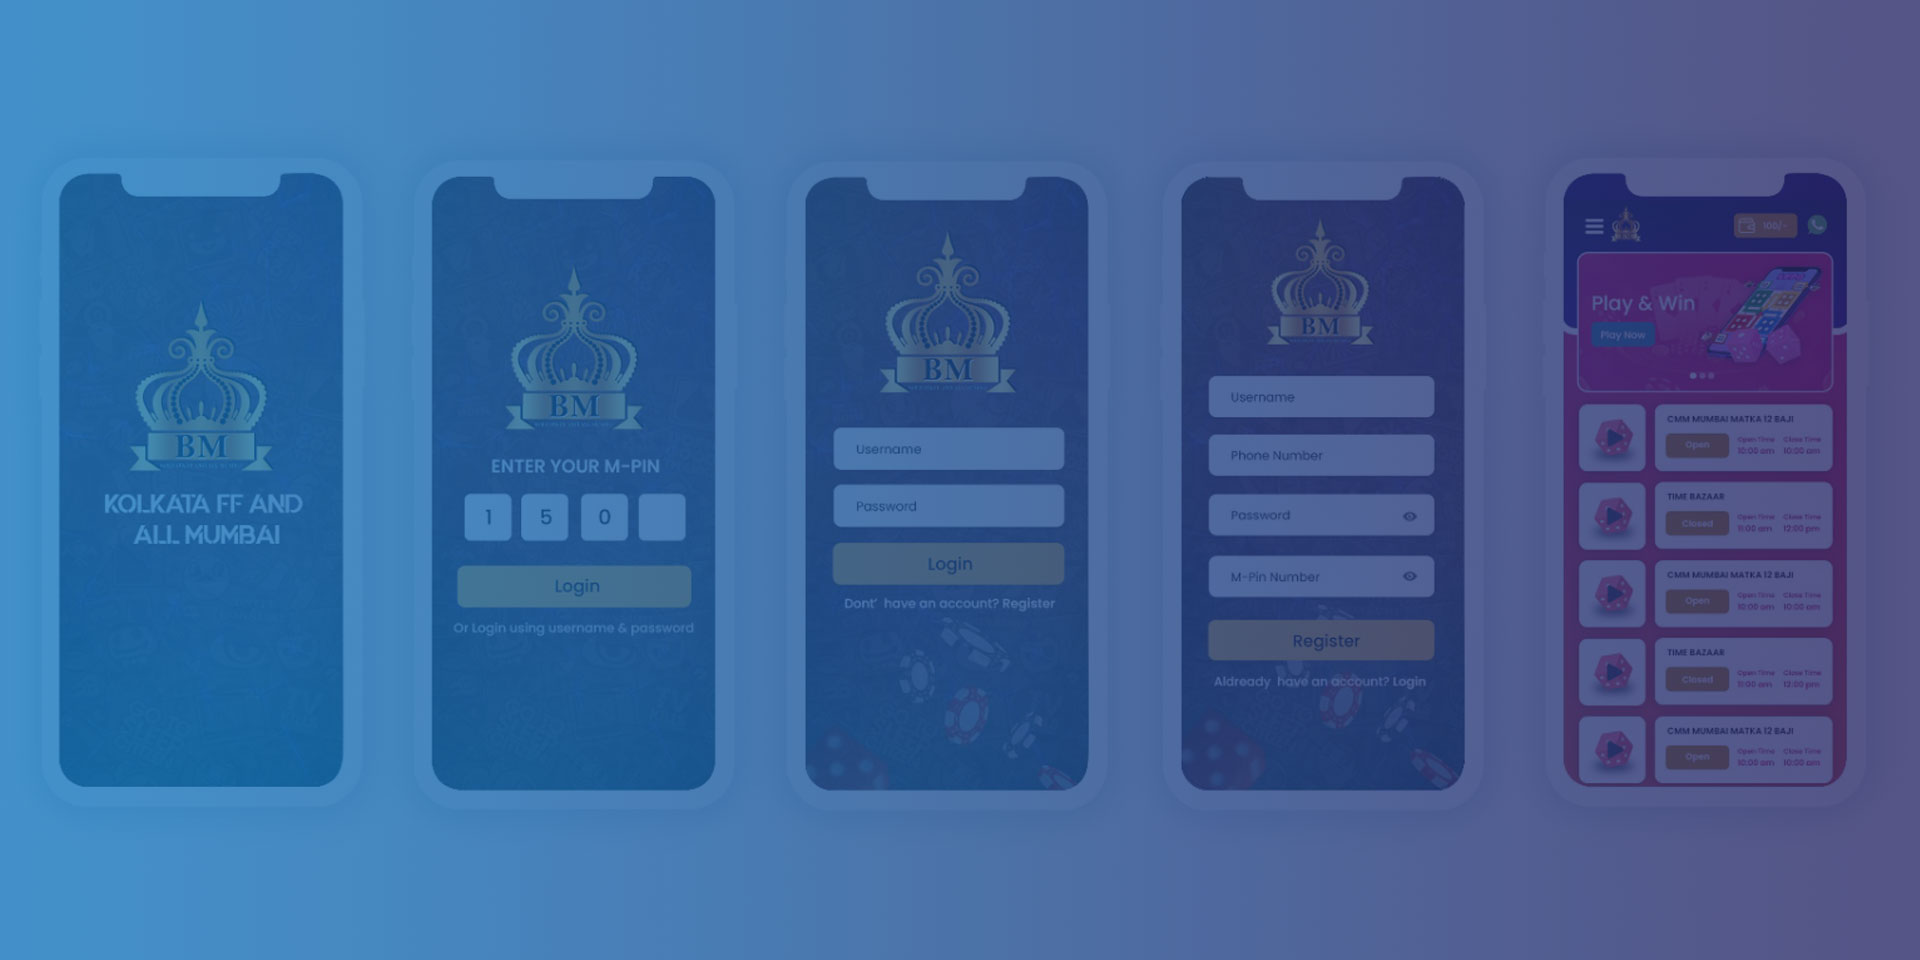 BM
KOLKATA FF AND
ALL MUMBAI
BM
ENTER YOUR M-PIN
1 5 0
Login
Or Login using username & password
BM
Username
Password
Login
Dont' have an account? Register
BM
Username
Phone Number
Password
M-Pin Number
Register
Aldready have an account? Login
100/-
Play & Win
Play Now
CMM MUMBAI MATKA 12 BAJI
Open
Open Time Close Time
10:00 am 10:00 pm
TIME BAZAAR
Closed
Open Time Close Time
11:00 am 12:00 pm
CMM MUMBAI MATKA 12 BAJI
Open
Open Time Close Time
10:00 am 10:00 pm
TIME BAZAAR
Closed
Open Time Close Time
11:00 am 12:00 pm
CMM MUMBAI MATKA 12 BAJI
Open
Open Time Close Time
10:00 am 10:00 pm